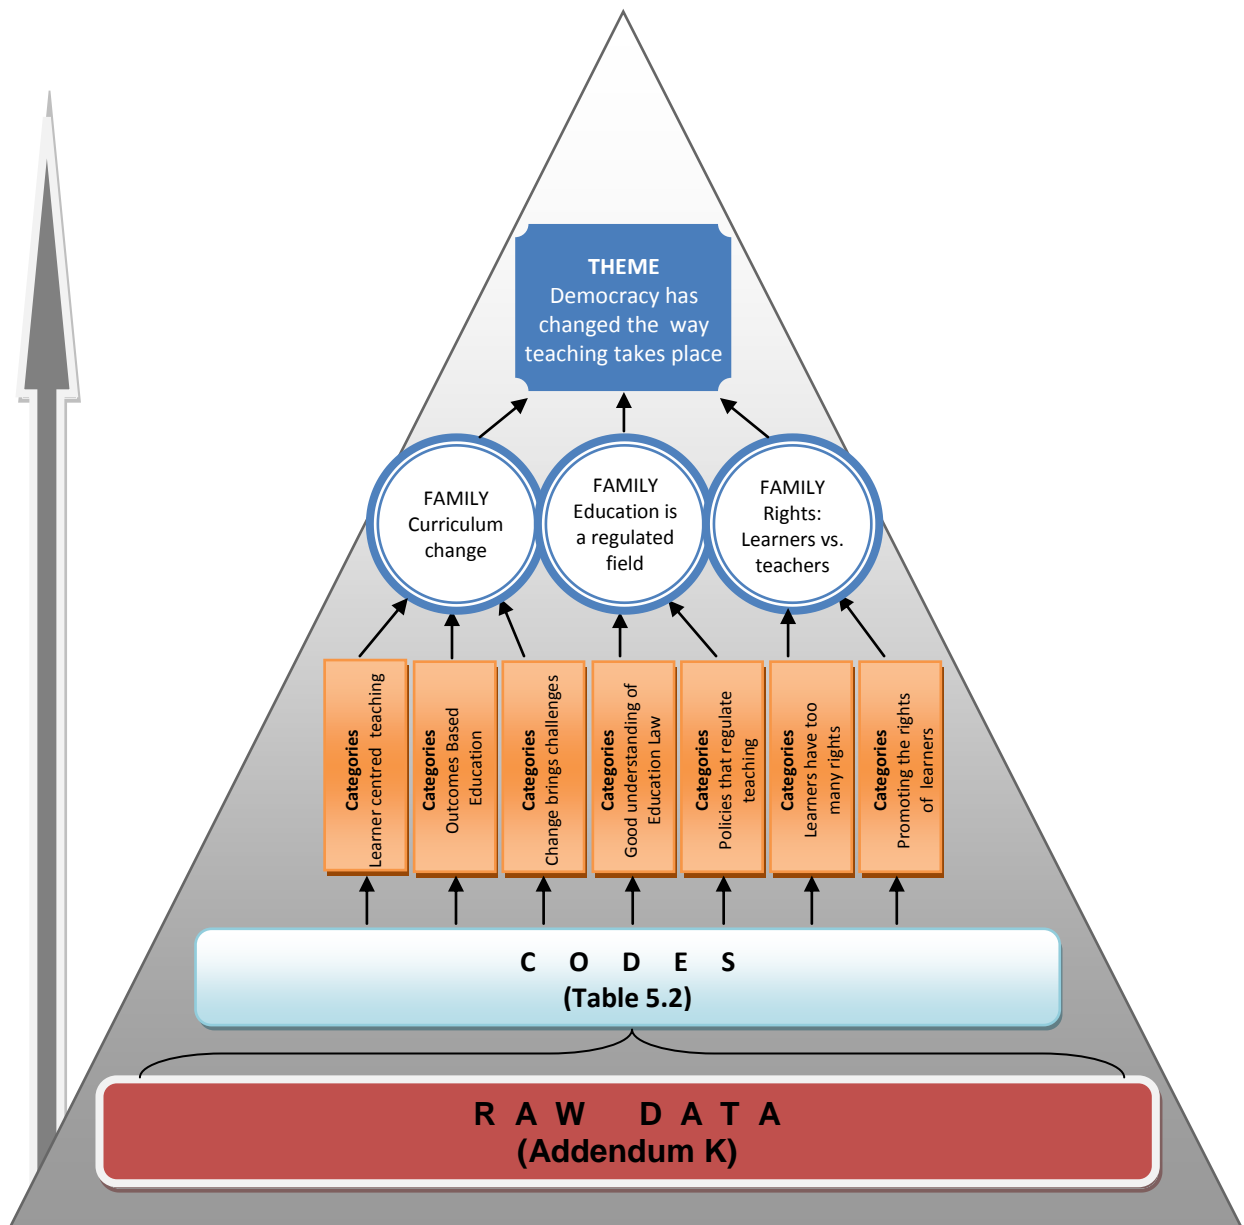 THEME
Democracy has
changed the way
teaching takes place
FAMILY
Curriculum
change
FAMILY
Education is
a regulated
field
FAMILY
Rights:
Learners vs.
teachers
Categories
Learner centred teaching
Categories
Outcomes Based
Education
Categories
Change brings challenges
Categories
Good understanding of
Education Law
Categories
Policies that regulate
teaching
Categories
Learners have too
many rights
Categories
Promoting the rights
of learners
C O D E S
(Table 5.2)
R A W D A T A
(Addendum K)